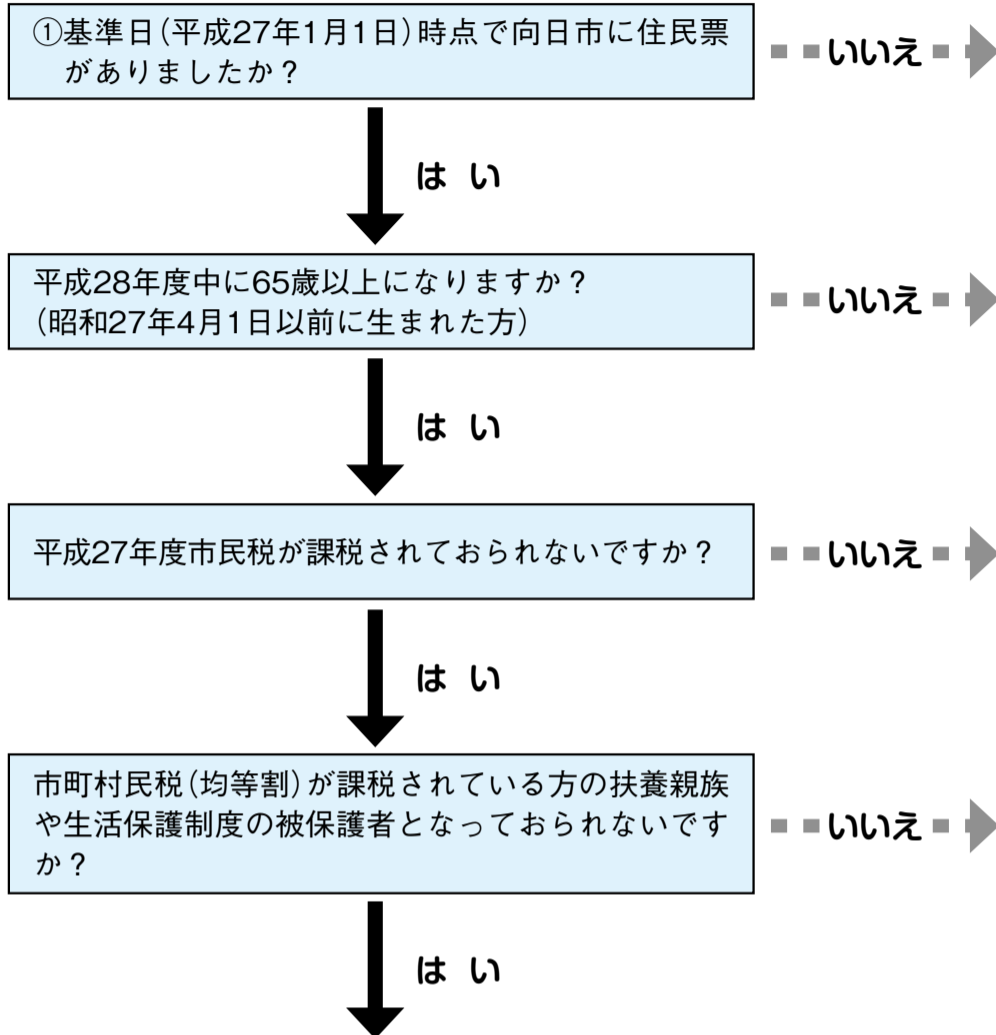 ①基準日(平成27年1月1日)時点で向日市に住民票
がありましたか？
いいえ
はい
平成28年度中に65歳以上になりますか？
(昭和27年4月1日以前に生まれた方)
いいえ
はい
平成27年度市民税が課税されておられないですか？
いいえ
はい
市町村民税(均等割)が課税されている方の扶養親族
や生活保護制度の被保護者となっておられないです
か？
いいえ
はい